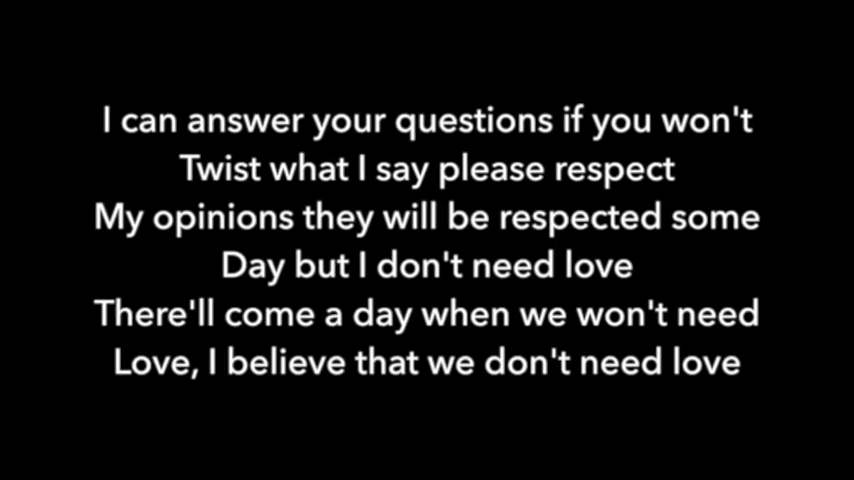 I can answer your questions if you won't
Twist what I say please respect
My opinions they will be respected some
Day but I don't need love
There'll come a day when we won't need
Love, I believe that we don't need love